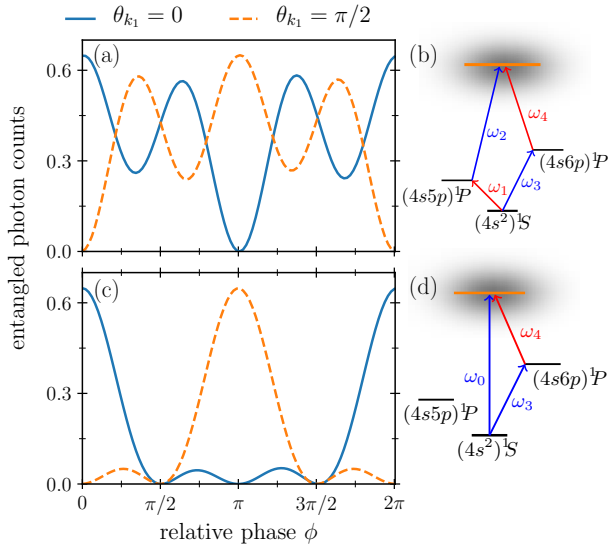 θ_{k_1} = 0   θ_{k_1} = π/2
(a)
0.6
0.3
0.0
(b)
ω_2
ω_4
(4s5p)^1P
(4s6p)^1P
ω_1
ω_3
(4s^2)^1S
entangled photon counts
(c)
0.6
0.3
0.0
0   π/2   π   3π/2   2π
relative phase ϕ
(d)
ω_4
ω_0
(4s6p)^1P
ω_3
(4s5p)^1P
(4s^2)^1S